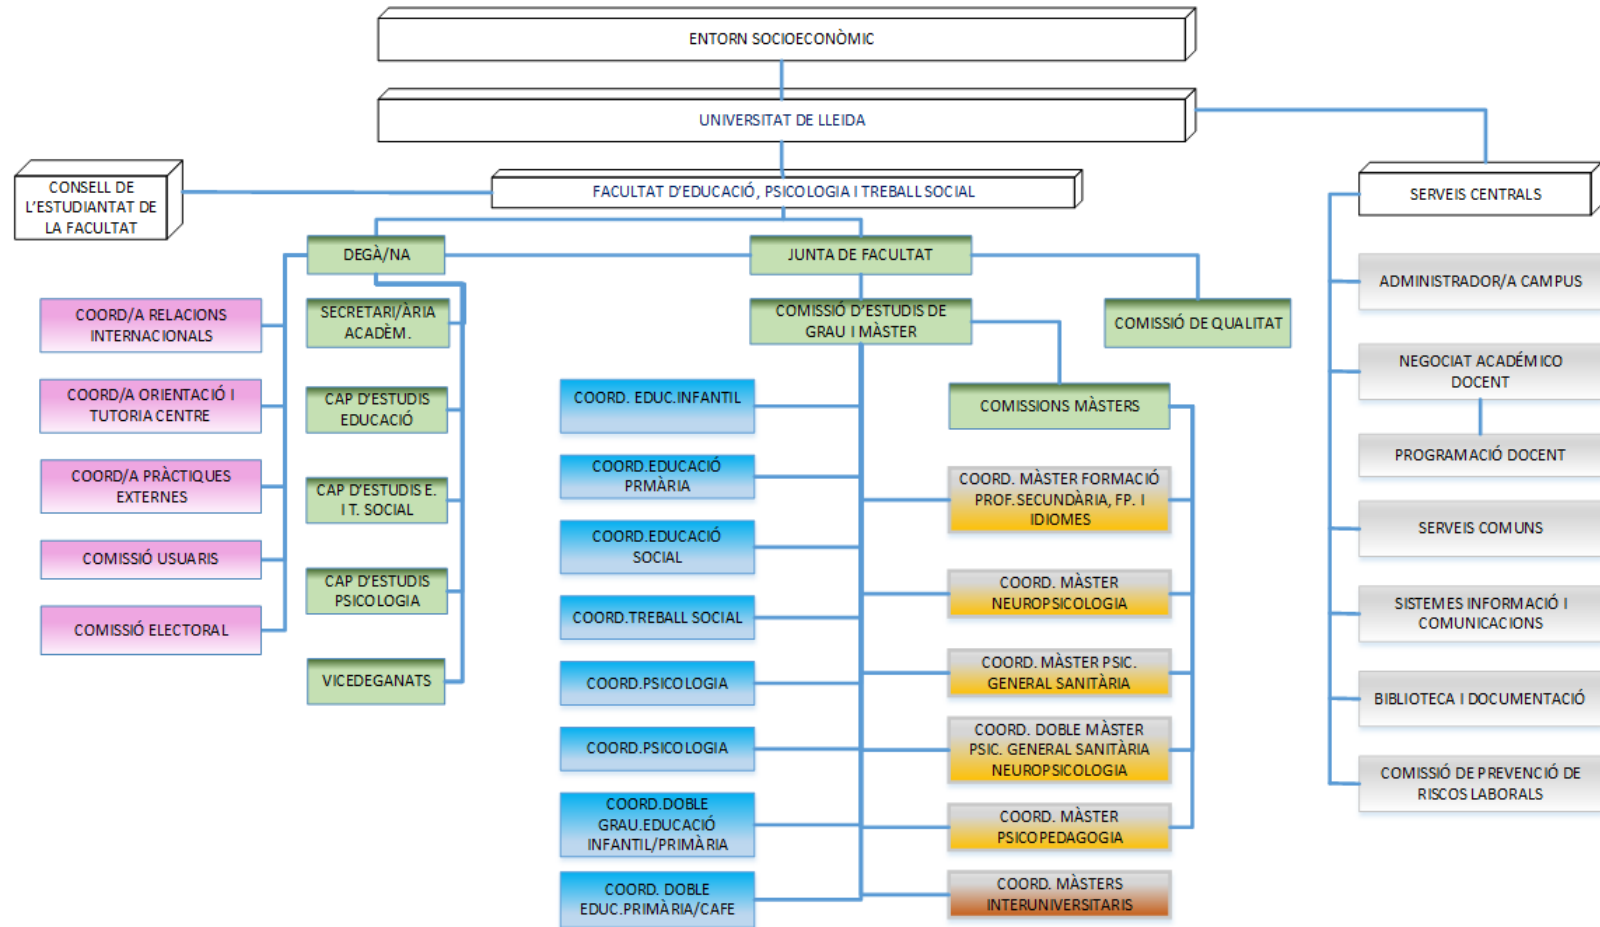 ENTORN SOCIOECONÒMIC
UNIVERSITAT DE LLEIDA
CONSELL DE
L'ESTUDIANTAT DE
LA FACULTAT
FACULTAT D'EDUCACIÓ, PSICOLOGIA I TREBALL SOCIAL
SERVEIS CENTRALS
DEGÀ/NA
JUNTA DE FACULTAT
COORD/A RELACIONS
INTERNACIONALS
COORD/A ORIENTACIÓ I
TUTORIA CENTRE
COORD/A PRÀCTIQUES
EXTERNES
COMISSIÓ USUARIS
COMISSIÓ ELECTORAL
SECRETARI/ÀRIA
ACADÈM.
CAP D'ESTUDIS
EDUCACIÓ
CAP D'ESTUDIS E.
I T. SOCIAL
CAP D'ESTUDIS
PSICOLOGIA
VICEDEGANATS
COMISSIÓ D'ESTUDIS DE
GRAU I MÀSTER
COMISSIÓ DE QUALITAT
COORD. EDUC.INFANTIL
COORD.EDUCACIÓ
PRMÀRIA
COORD.EDUCACIÓ
SOCIAL
COORD.TREBALL SOCIAL
COORD.PSICOLOGIA
COORD.PSICOLOGIA
COORD.DOBLE
GRAU.EDUCACIÓ
INFANTIL/PRIMÀRIA
COORD. DOBLE
EDUC.PRIMÀRIA/CAFE
COMISSIONS MÀSTERS
COORD. MÀSTER FORMACIÓ
PROF.SECUNDÀRIA, FP. I
IDIOMES
COORD. MÀSTER
NEUROPSICOLOGIA
COORD. MÀSTER PSIC.
GENERAL SANITÀRIA
COORD. DOBLE MÀSTER
PSIC. GENERAL SANITÀRIA
NEUROPSICOLOGIA
COORD. MÀSTER
PSICOPEDAGOGIA
COORD. MÀSTERS
INTERUNIVERSITARIS
ADMINISTRADOR/A CAMPUS
NEGOCIAT ACADÉMICO
DOCENT
PROGRAMACIÓ DOCENT
SERVEIS COMUNS
SISTEMES INFORMACIÓ I
COMUNICACIONS
BIBLIOTECA I DOCUMENTACIÓ
COMISSIÓ DE PREVENCIÓ DE
RISCOS LABORALS